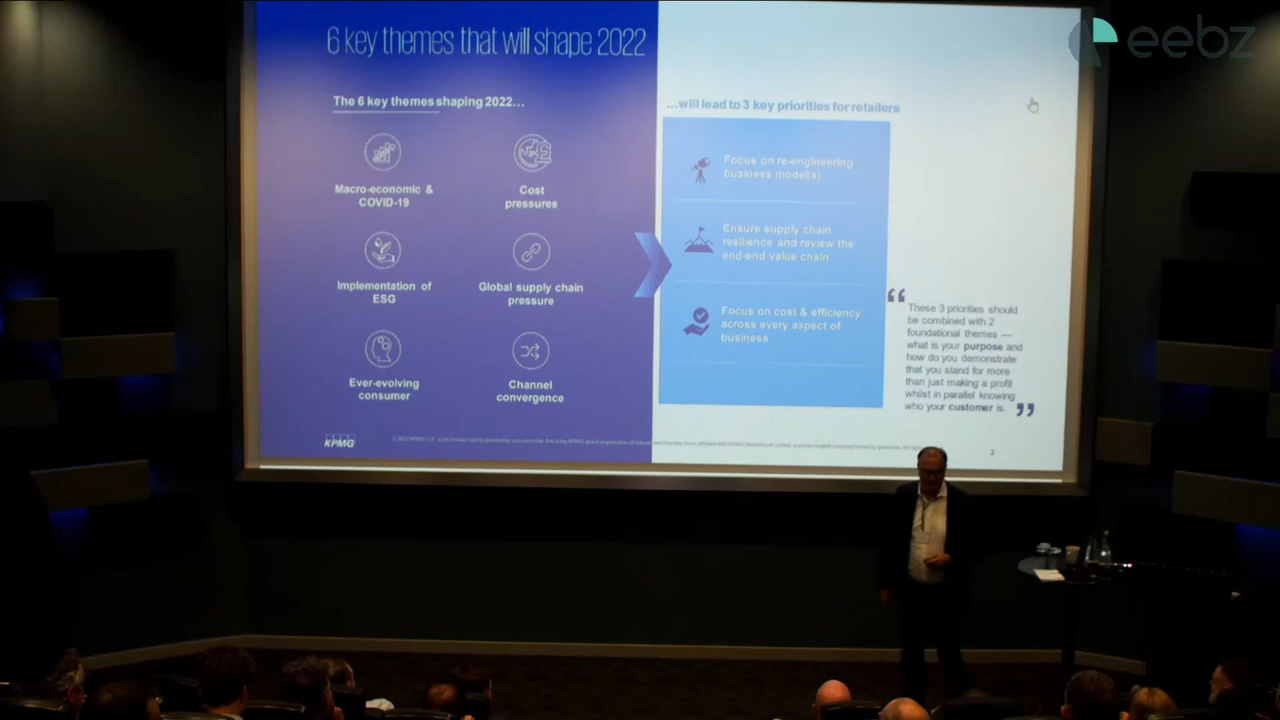 eebz
6 key themes that will shape 2022
The 6 key themes shaping 2022...
Macro-economic &
COVID-19
Cost
pressures
Implementation of
ESG
Global supply chain
pressure
Ever-evolving
consumer
Channel
convergence
KPMG
...will lead to 3 key priorities for retailers
Focus on re-engineering
business model(s)
Ensure supply chain
resilience and review the
end-end value chain
Focus on cost & efficiency
across every aspect of
business
“
These 3 priorities should
be combined with 2
foundational themes —
what is your purpose and
how do you demonstrate
that you stand for more
than just making a profit
whilst in parallel knowing
who your customer is.
”
2